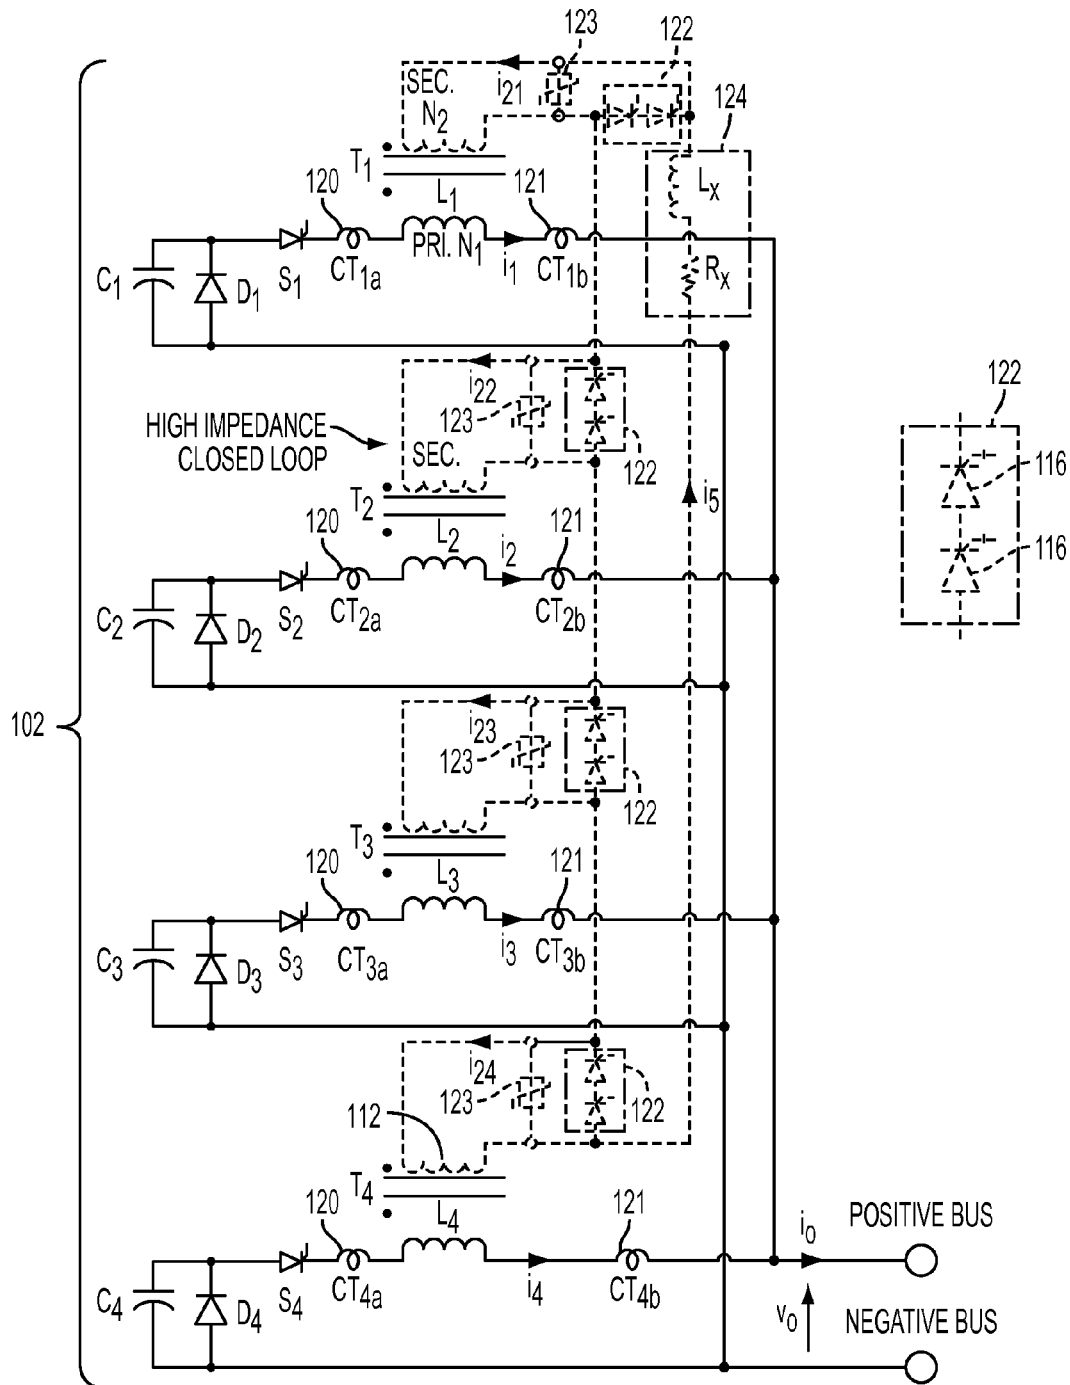 123
122
i21
SEC.
N2
124
T1
LX
120
121
L1
PRI. N1
i1
RX
C1
D1
S1
CT1a
CT1b
122
i22
123
HIGH IMPEDANCE
CLOSED LOOP
SEC.
122
116
T2
i5
120
121
116
L2
i2
S2
CT2a
CT2b
C2
D2
102
i23
123
122
T3
120
121
L3
i3
S3
CT3a
CT3b
C3
D3
i24
123
122
112
T4
120
121
L4
iO
POSITIVE BUS
S4
CT4a
i4
CT4b
C4
D4
vO
NEGATIVE BUS